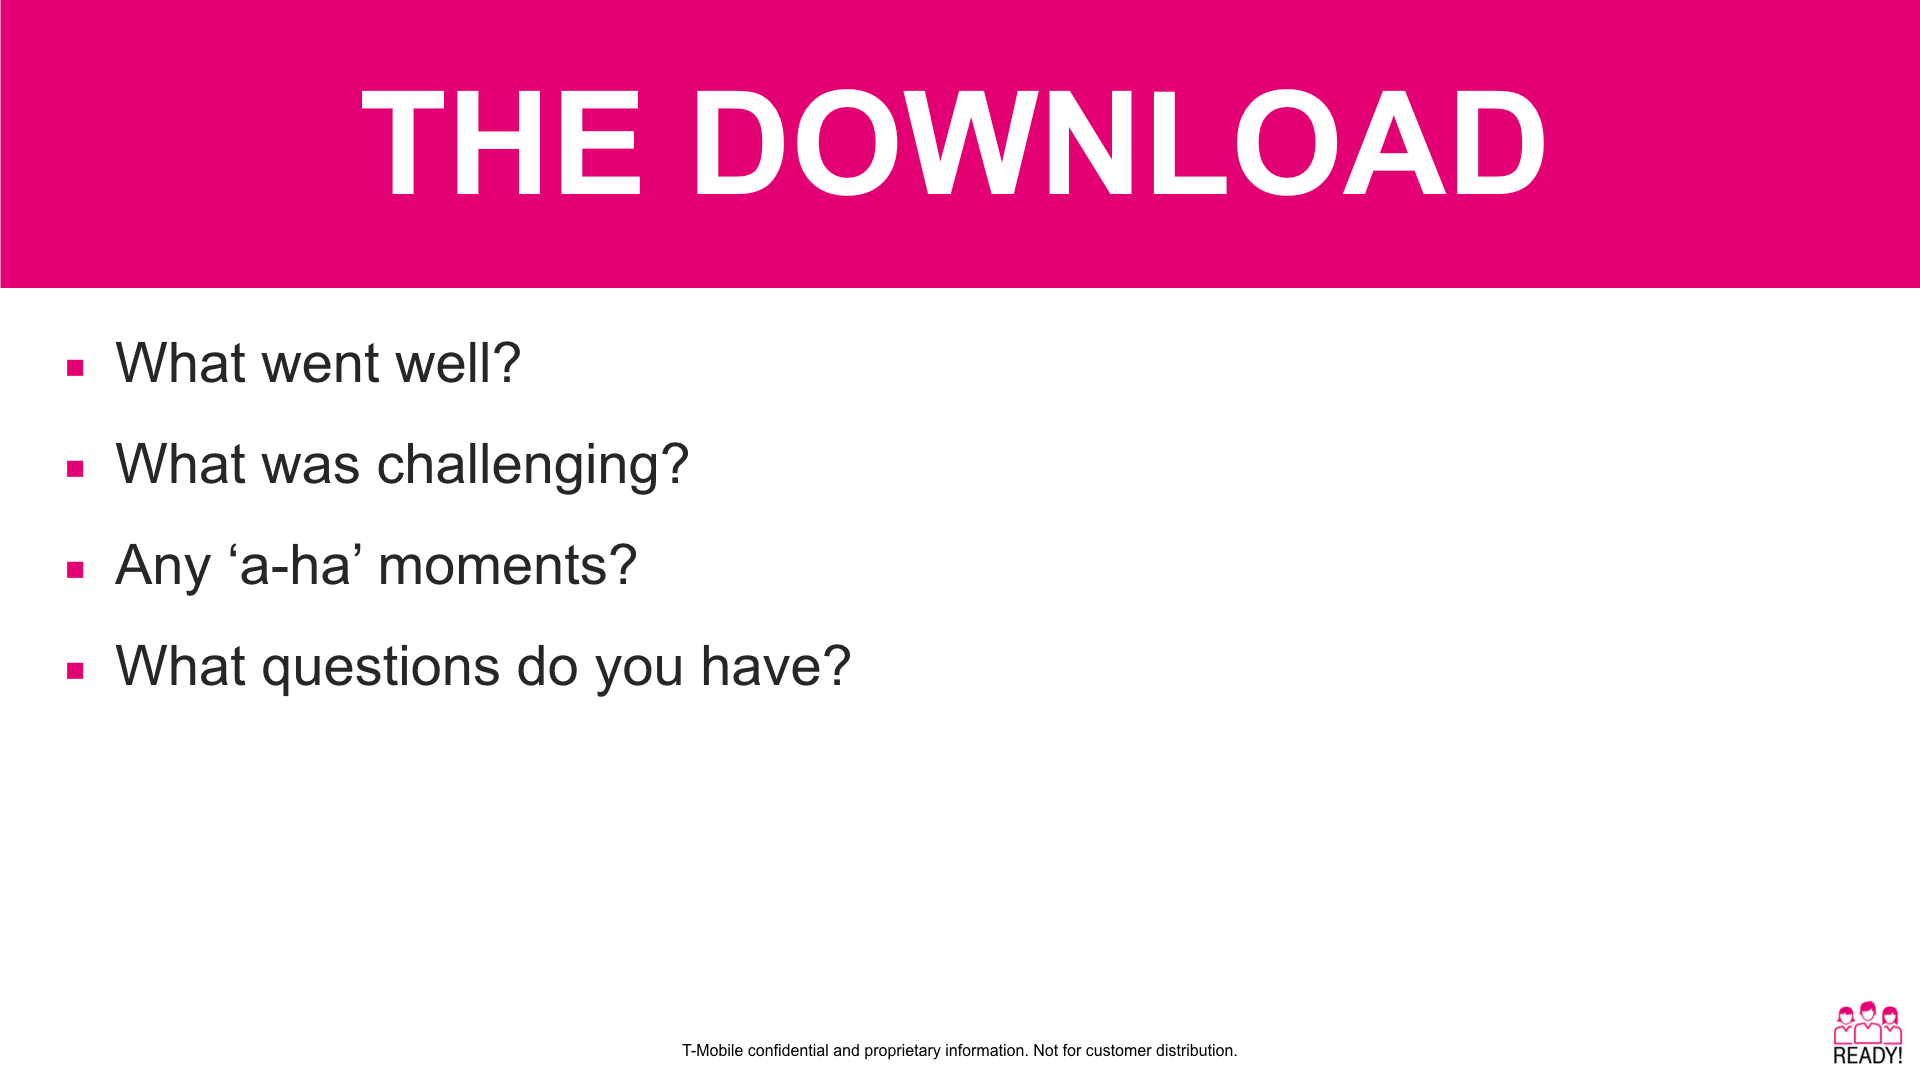 THE DOWNLOAD
What went well?
What was challenging?
Any ‘a-ha’ moments?
What questions do you have?
T-Mobile confidential and proprietary information. Not for customer distribution.
READY!